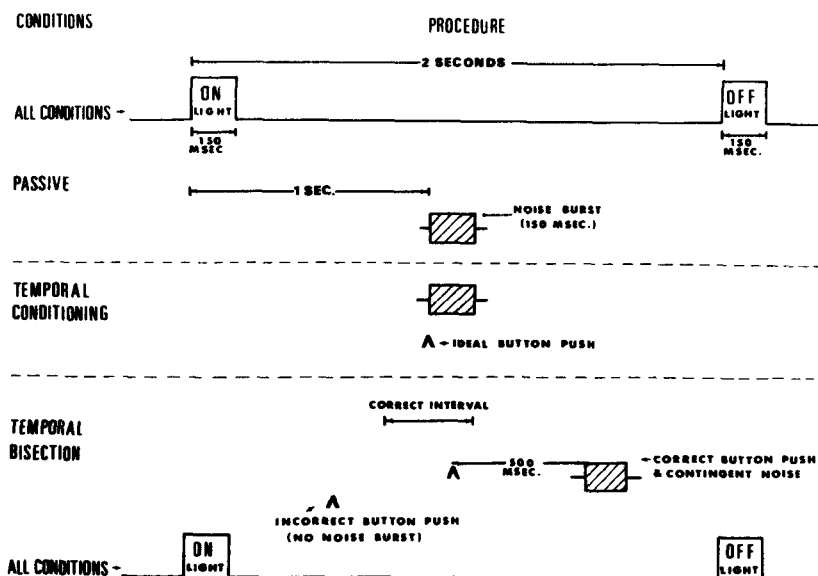 CONDITIONS
PROCEDURE
2 SECONDS
ALL CONDITIONS
ON
LIGHT
OFF
LIGHT
150
MSEC
150
MSEC.
PASSIVE
1 SEC.
NOISE BURST
(150 MSEC.)
TEMPORAL
CONDITIONING
IDEAL BUTTON PUSH
CORRECT INTERVAL
TEMPORAL
BISECTION
500
MSEC.
CORRECT BUTTON PUSH
& CONTINGENT NOISE
INCORRECT BUTTON PUSH
(NO NOISE BURST)
ALL CONDITIONS
ON
LIGHT
OFF
LIGHT